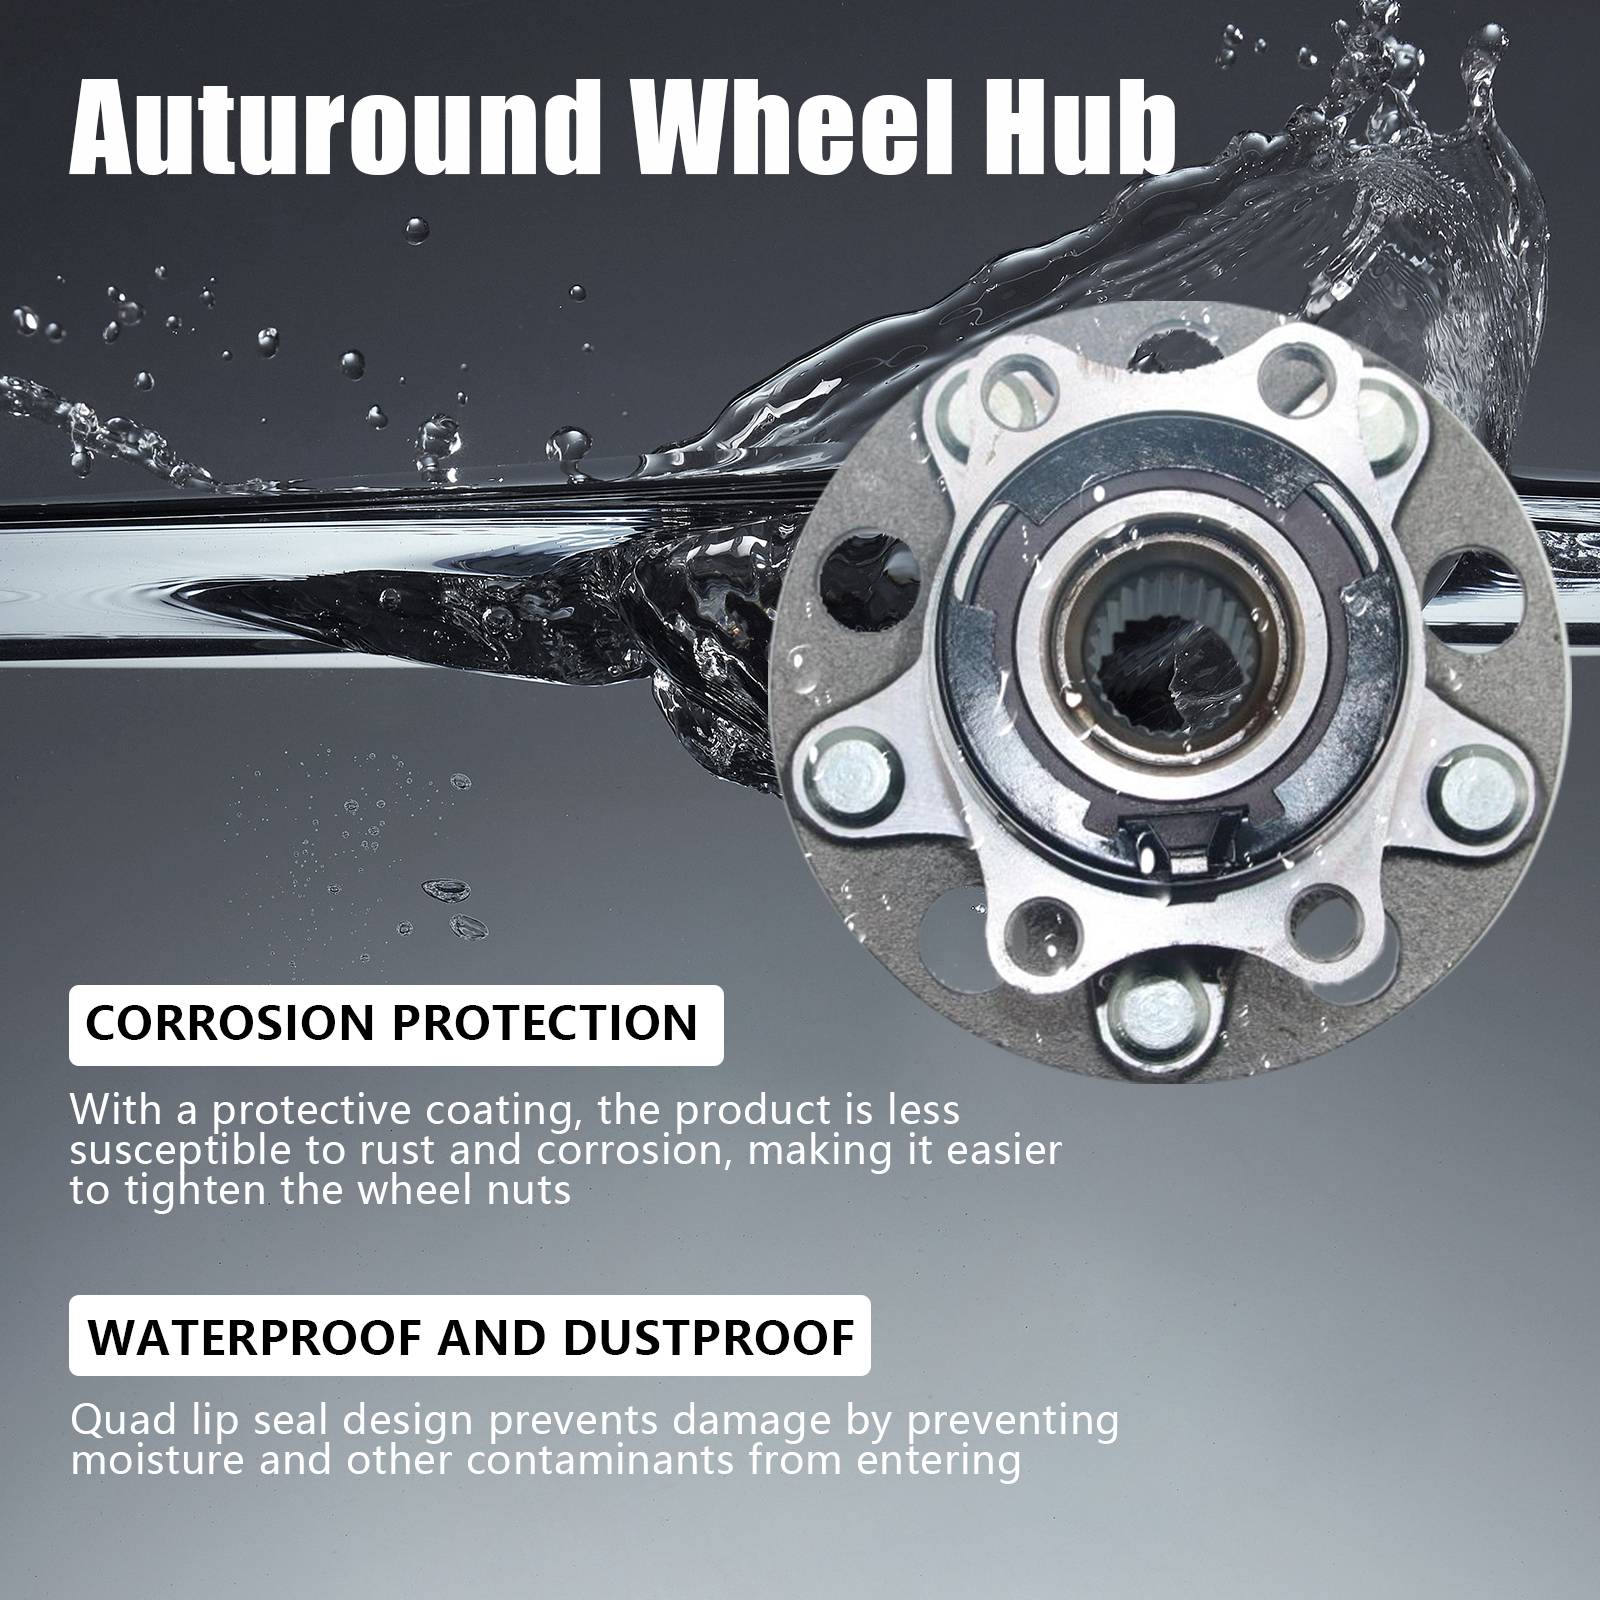 Auturound Wheel Hub
CORROSION PROTECTION
With a protective coating, the product is less
susceptible to rust and corrosion, making it easier
to tighten the wheel nuts
WATERPROOF AND DUSTPROOF
Quad lip seal design prevents damage by preventing
moisture and other contaminants from entering